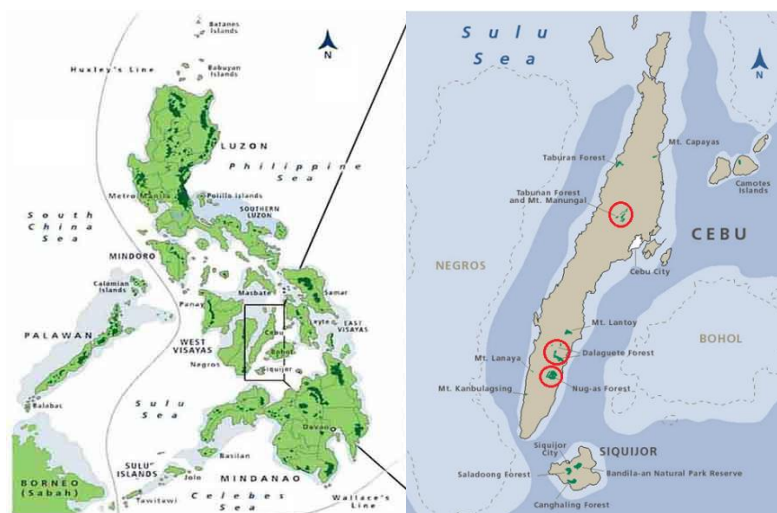 Batanes
Islands
Huxley's Line
Babuyan
Islands
N
LUZON
Philippine
Sea
Metro Manila
Polillo Islands
South
China
Sea
SOUTHERN
LUZON
MINDORO
Calamian
Islands
Masbate
Samar
Panay
PALAWAN
WEST
VISAYAS
Cebu
Leyte
EAST
VISAYAS
Bohol
Negros
Siquijor
Balabac
Sulu
Sea
Davao
Basilan
SULU
ISLANDS
Jolo
MINDANAO
BORNEO
(Sabah)
Tawitawi
Celebes
Sea
Wallace's
Line
Sulu
Sea
N
Mt. Capayas
Tabunan Forest
Camotes
Islands
Tabunan Forest
and Mt. Manungal
CEBU
NEGROS
Cebu City
Mt. Lantoy
BOHOL
Mt. Lanaya
Dalaguete Forest
Nug-as Forest
Mt. Kanbulagsing
Siquijor
City
SIQUIJOR
Saladoong Forest
Bandila-an Natural Park Reserve
Canghaling Forest